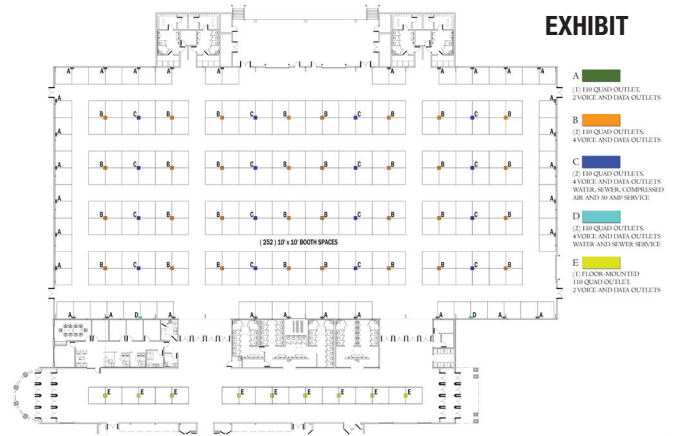 EXHIBIT
A
(1) 110 QUAD OUTLET,
2 VOICE AND DATA OUTLETS
B
(2) 110 QUAD OUTLETS,
4 VOICE AND DATA OUTLETS
C
(2) 110 QUAD OUTLETS,
4 VOICE AND DATA OUTLETS
WATER, SEWER, COMPRESSED
AIR AND 50 AMP SERVICE
D
(2) 110 QUAD OUTLETS,
4 VOICE AND DATA OUTLETS
WATER AND SEWER SERVICE
E
(1) FLOOR-MOUNTED
110 QUAD OUTLET,
2 VOICE AND DATA OUTLETS
A A A A A A A A A A
A A
B C B B C B B C B B C B
A A
A A
B C B B C B B C B B C B
A A
B C B B C B B C B B C B
A A
( 252 ) 10' x 10' BOOTH SPACES
A A
B C B B C B B C B B C B
A A D A A A A A A D A A
E E E E E E E E E